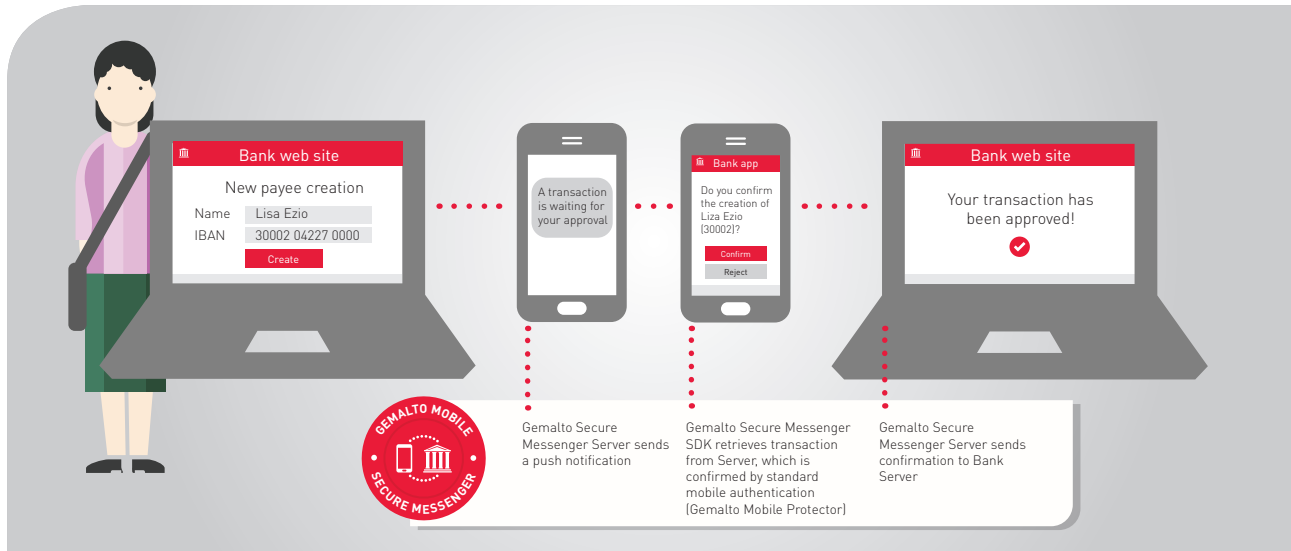 Bank web site
New payee creation
Name Lisa Ezio
IBAN 30002 04227 0000
Create
A transaction
is waiting for
your approval
Bank app
Do you confirm
the creation of
Liza Ezio
(30002)?
Confirm
Reject
Bank web site
Your transaction has
been approved!
GEMALTO MOBILE
SECURE MESSENGER
Gemalto Secure
Messenger Server sends
a push notification
Gemalto Secure Messenger
SDK retrieves transaction
from Server, which is
confirmed by standard
mobile authentication
(Gemalto Mobile Protector)
Gemalto Secure
Messenger Server sends
confirmation to Bank
Server